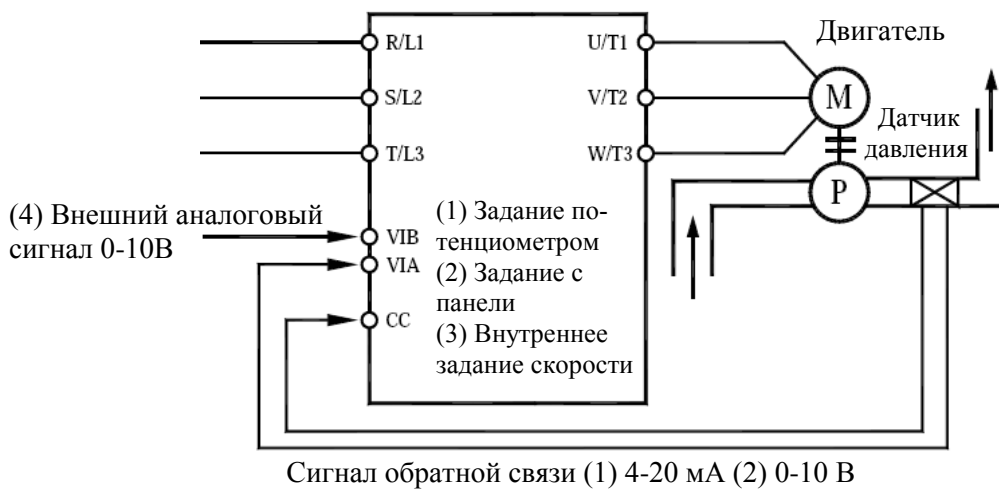 R/L1
U/T1
Двигатель
S/L2
V/T2
M
Датчик
давления
T/L3
W/T3
P
(4) Внешний аналоговый
сигнал 0-10В
(1) Задание по-
тенциометром
(2) Задание с
панели
(3) Внутреннее
задание скорости
VIB
VIA
CC
Сигнал обратной связи (1) 4-20 мА (2) 0-10 В